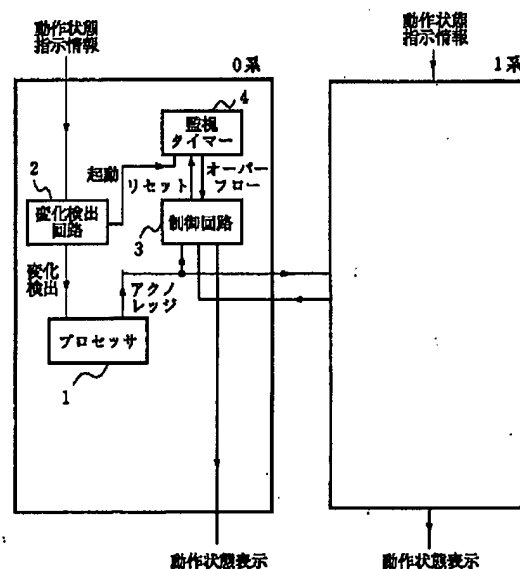 動作状態
指示情報
動作状態
指示情報
0系
1系
4
監視
タイマー
2
起動
リセット
オーバー
フロー
変化検出
回路
制御回路
3
変化
検出
アクノ
レッジ
プロセッサ
1
動作状態表示
動作状態表示